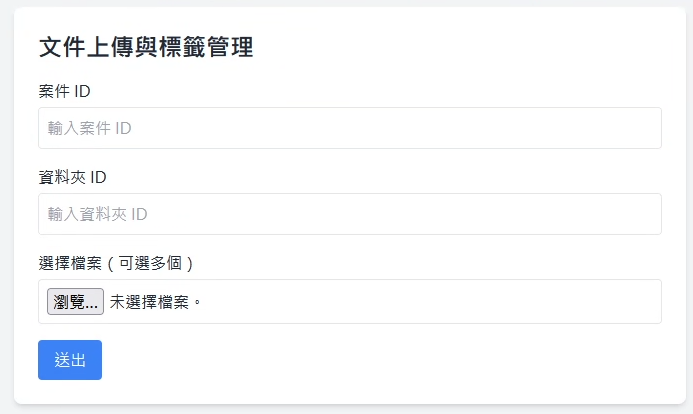 文件上傳與標籤管理
案件 ID
輸入案件 ID
資料夾 ID
輸入資料夾 ID
選擇檔案（可選多個）
瀏覽... 未選擇檔案。
送出